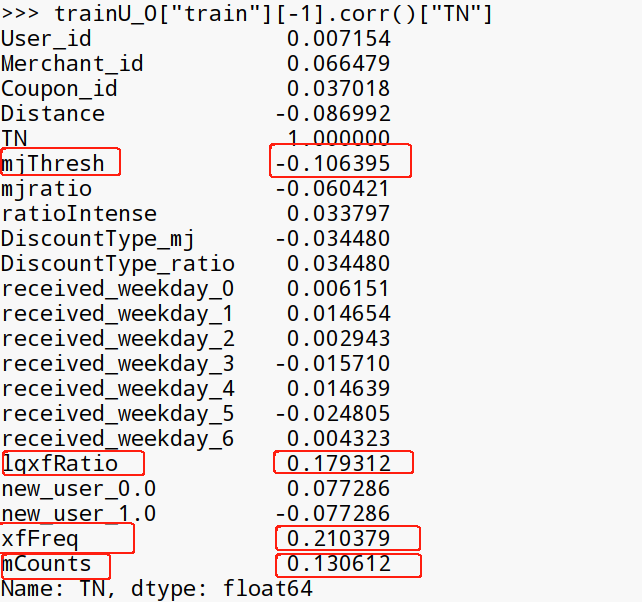 >>> trainU_O["train"][-1].corr()["TN"]
User_id 0.007154
Merchant_id 0.066479
Coupon_id 0.037018
Distance -0.086992
TN 1.000000
mjThresh -0.106395
mjratio -0.060421
ratioIntense 0.033797
DiscountType_mj -0.034480
DiscountType_ratio 0.034480
received_weekday_0 0.006151
received_weekday_1 0.014654
received_weekday_2 0.002943
received_weekday_3 -0.015710
received_weekday_4 0.014639
received_weekday_5 -0.024805
received_weekday_6 0.004323
lqxfRatio 0.179312
new_user_0.0 0.077286
new_user_1.0 -0.077286
xfFreq 0.210379
mCounts 0.130612
Name: TN, dtype: float64